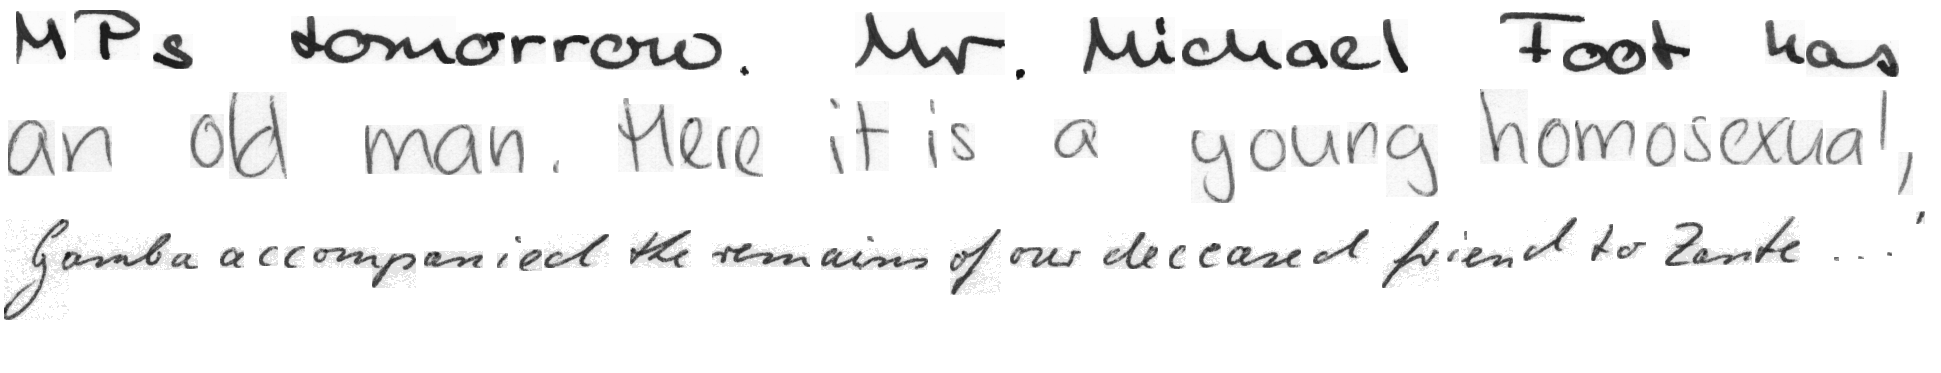 MPs tomorrow. Mr. Michael Foot has
an old man. Here it is a young homosexual,
Gamba accompanied the remains of our deceased friend to Zante ...'